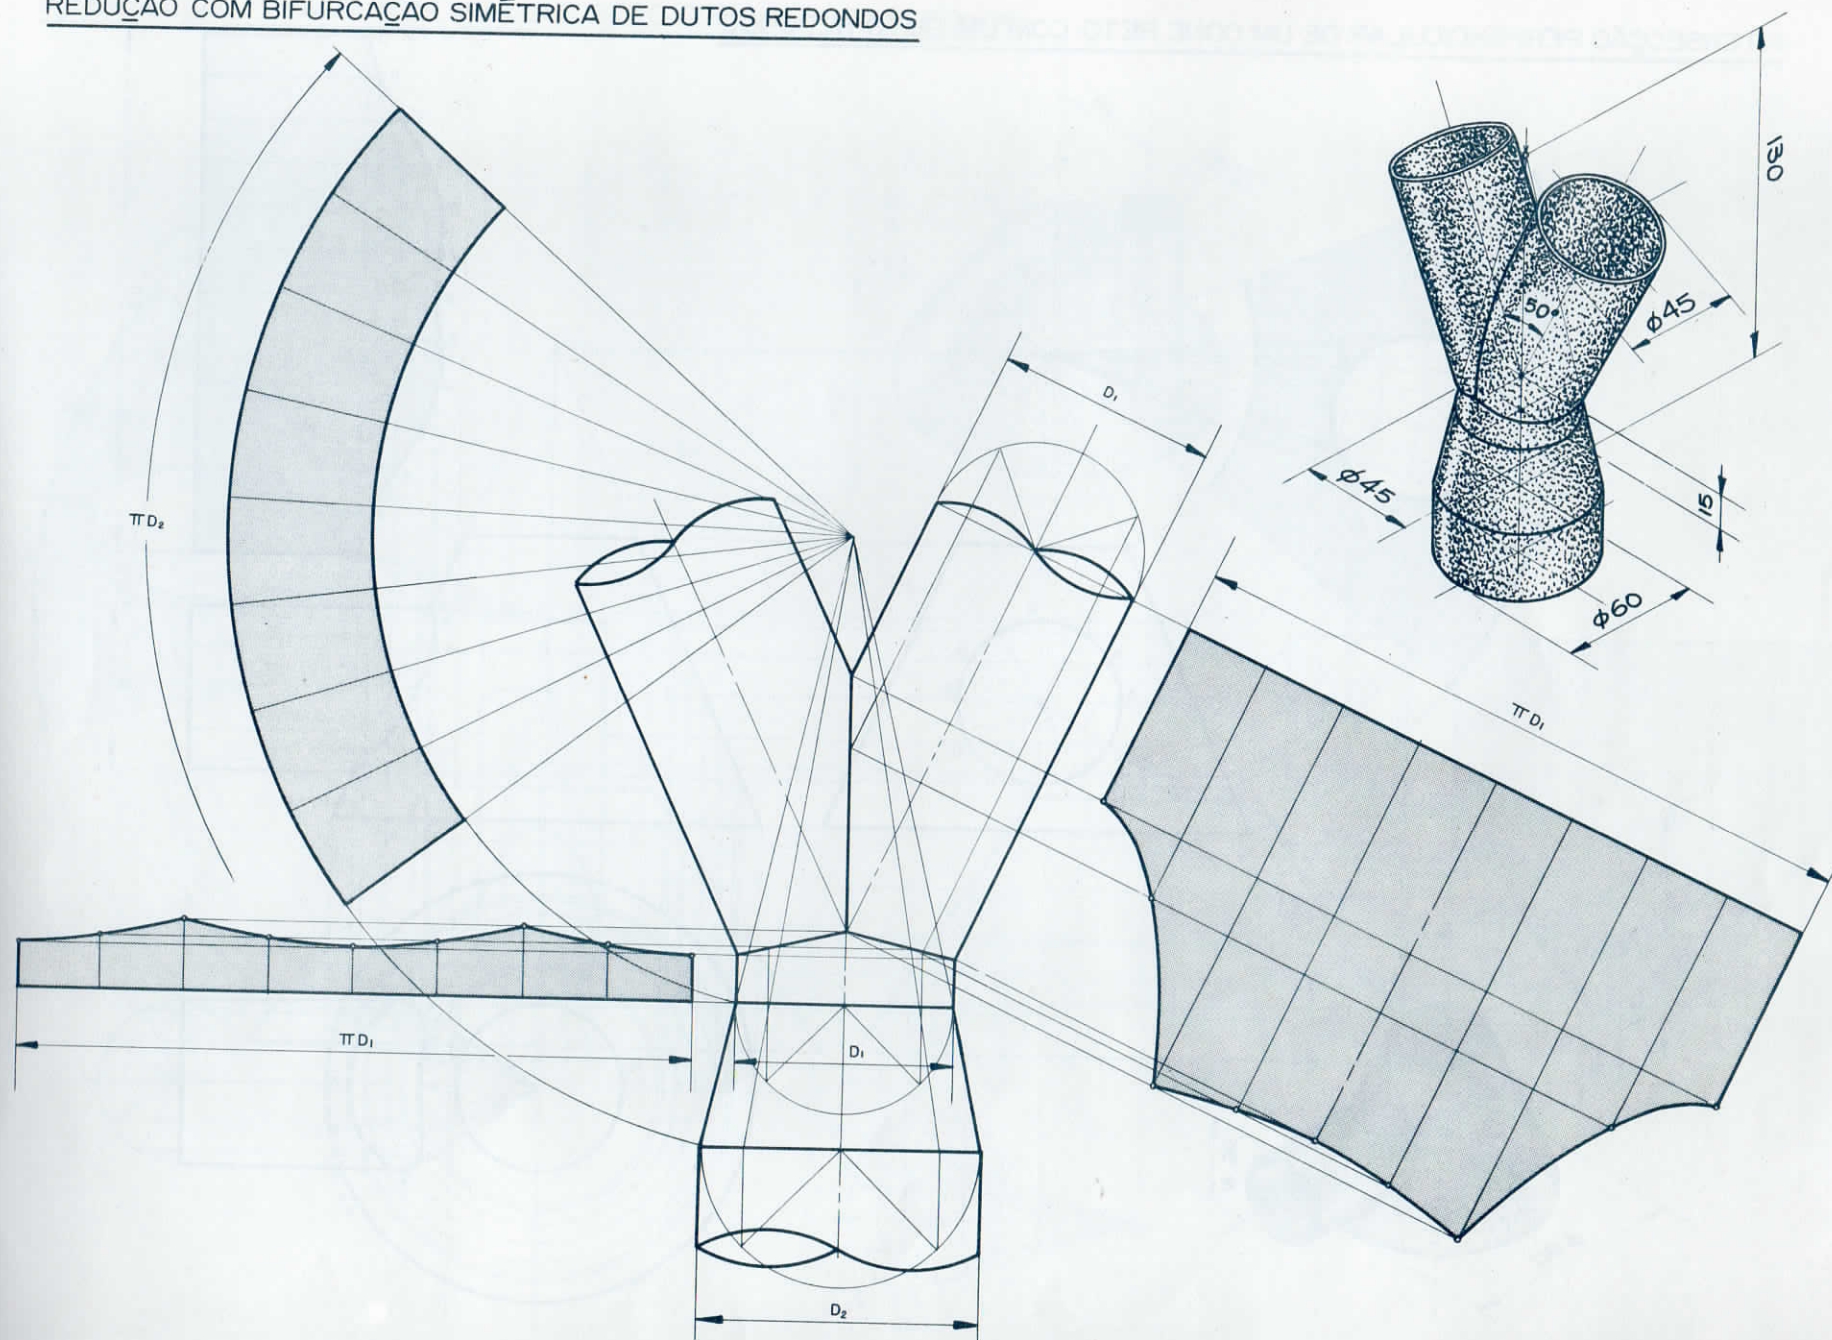 REDUÇÃO COM BIFURCAÇÃO SIMÉTRICA DE DUTOS REDONDOS
130
50°
Ø45
D₁
Ø45
15
πD₂
Ø60
πD₁
πD₁
D₁
D₂